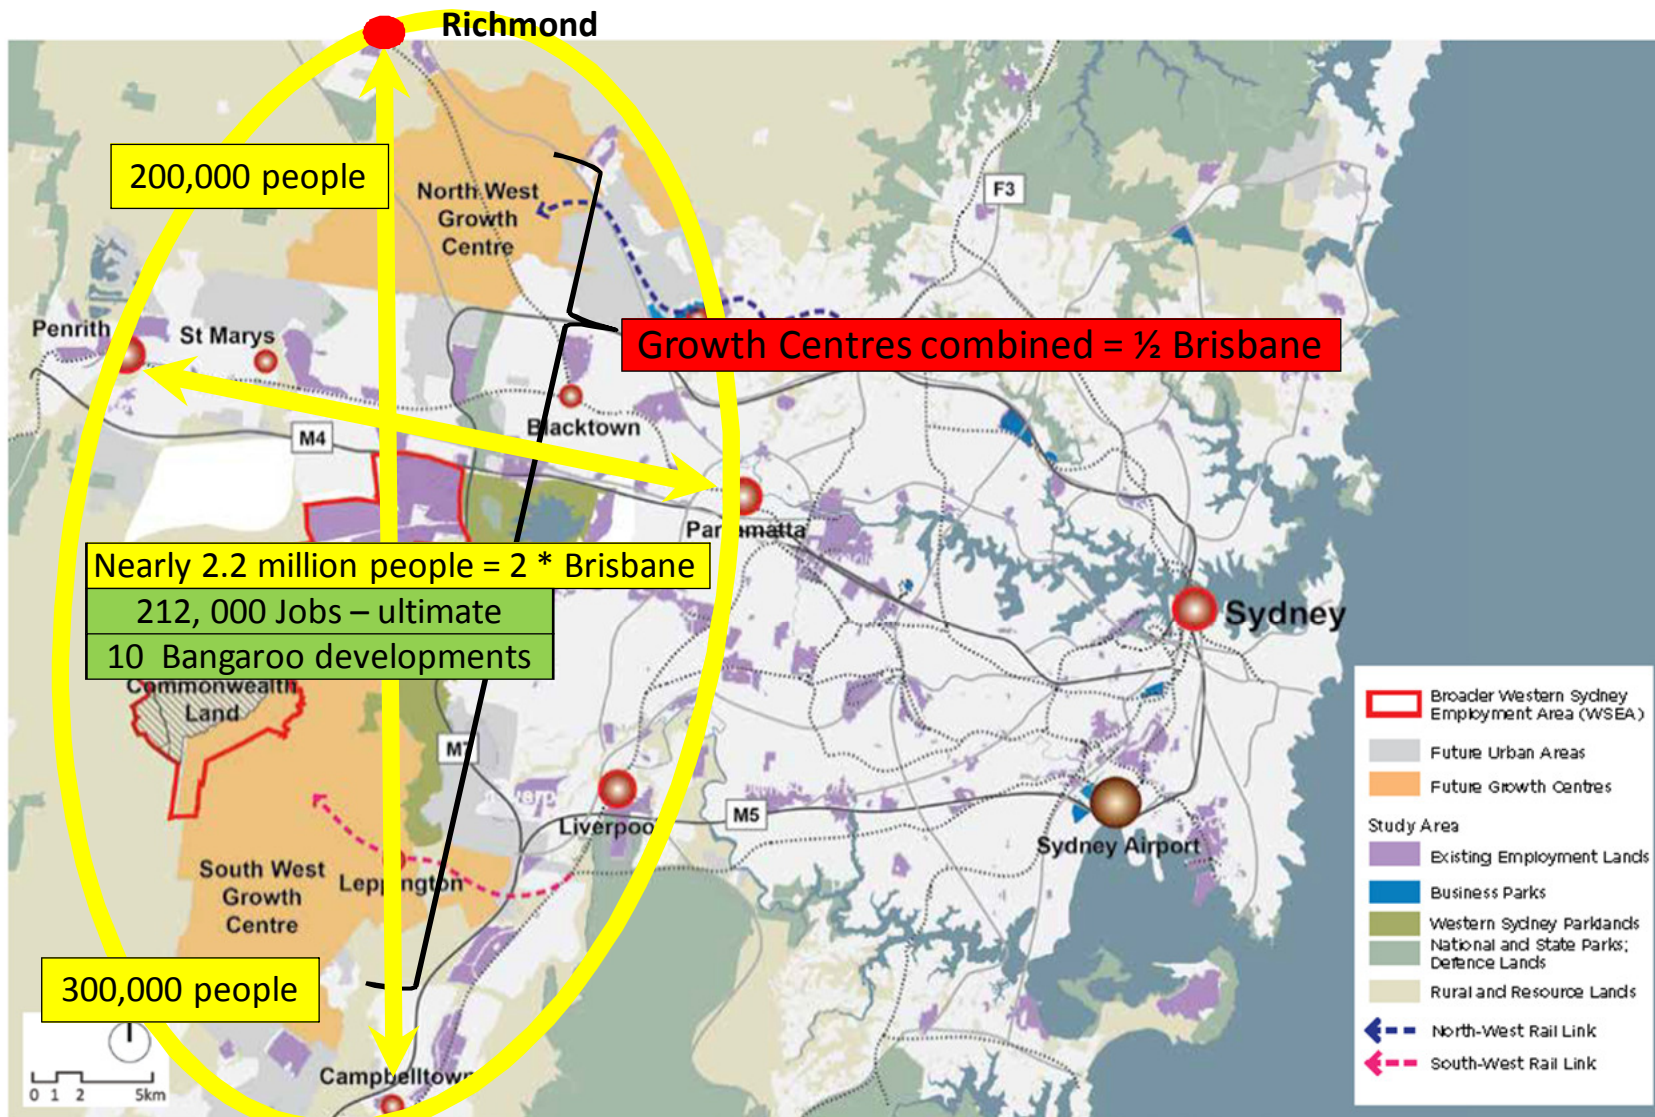 Richmond
200,000 people
North West
Growth
Centre
F3
Penrith
St Marys
Growth Centres combined = ½ Brisbane
Blacktown
M4
Parramatta
Nearly 2.2 million people = 2 * Brisbane
212, 000 Jobs – ultimate
10 Bangaroo developments
Sydney
Commonwealth
Land
M7
Liverpool
M5
Sydney Airport
South West
Growth
Centre
Leppington
300,000 people
Campbelltown
0 1 2 5km
Broader Western Sydney
Employment Area (WSEA)
Future Urban Areas
Future Growth Centres
Study Area
Existing Employment Lands
Business Parks
Western Sydney Parklands
National and State Parks;
Defence Lands
Rural and Resource Lands
North-West Rail Link
South-West Rail Link